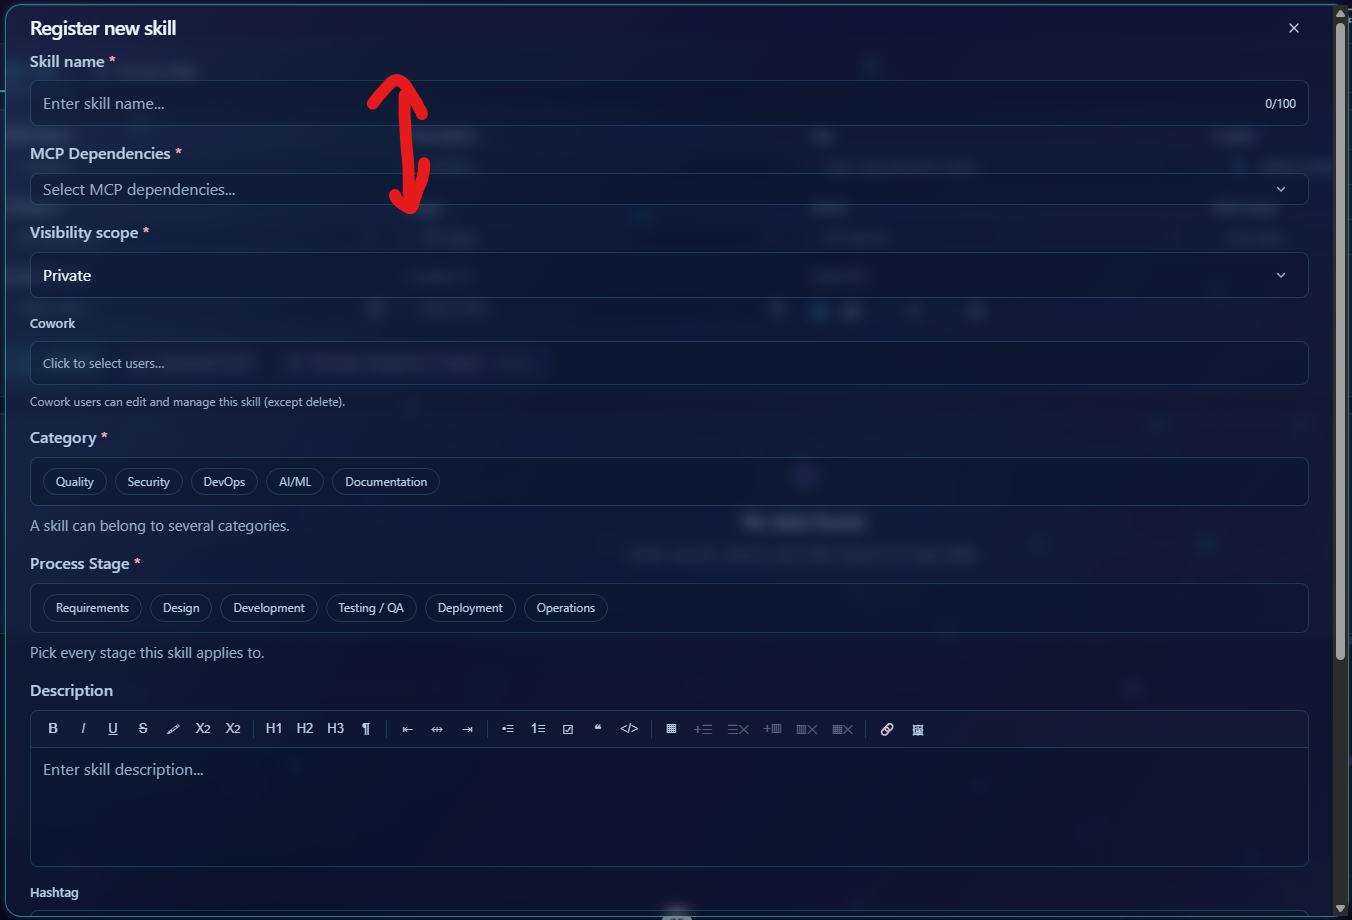 Register new skill
Skill name *
Enter skill name...
0/100
MCP Dependencies *
Select MCP dependencies...
Visibility scope *
Private
Cowork
Click to select users...
Cowork users can edit and manage this skill (except delete).
Category *
Quality Security DevOps AI/ML Documentation
A skill can belong to several categories.
Process Stage *
Requirements Design Development Testing / QA Deployment Operations
Pick every stage this skill applies to.
Description
B I U S X2 X2 H1 H2 H3 ¶ </>
Enter skill description...
Hashtag